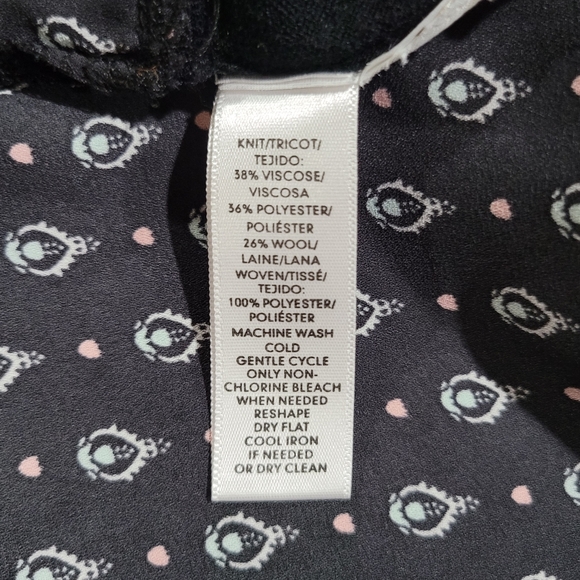 KNIT/TRICOT/
TEJIDO:
38% VISCOSE/
VISCOSA
36% POLYESTER/
POLIÉSTER
26% WOOL/
LAINE/LANA
WOVEN/TISSÉ/
TEJIDO:
100% POLYESTER/
POLIÉSTER
MACHINE WASH
COLD
GENTLE CYCLE
ONLY NON-
CHLORINE BLEACH
WHEN NEEDED
RESHAPE
DRY FLAT
COOL IRON
IF NEEDED
OR DRY CLEAN